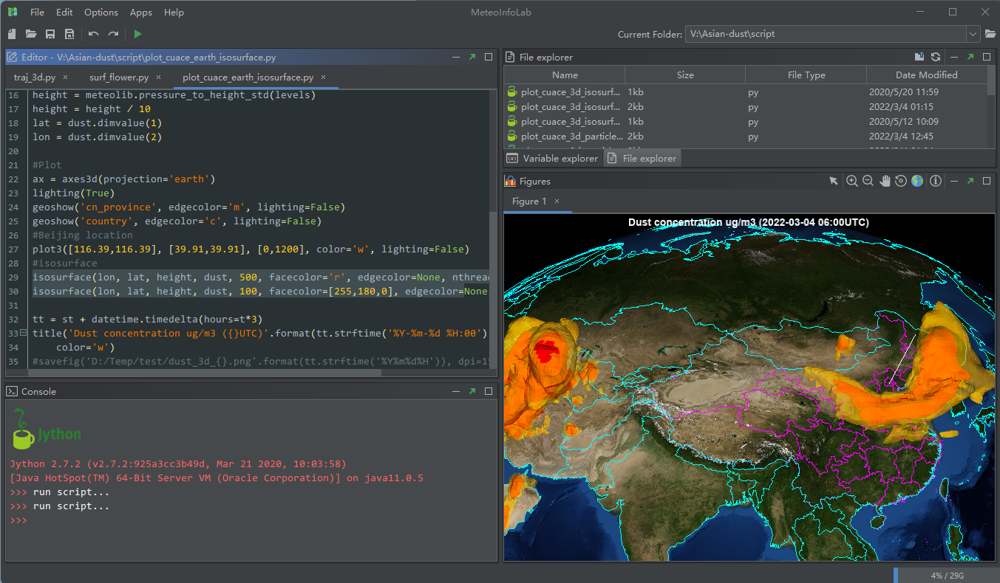 File Edit Options Apps Help
MeteoInfoLab
Current Folder: V:\Asian-dust\script
Editor - V:\Asian-dust\script\plot_cuace_earth_isosurface.py
traj_3d.py × surf_flower.py × plot_cuace_earth_isosurface.py ×
16 height = meteolib.pressure_to_height_std(levels)
17 height = height / 10
18 lat = dust.dimvalue(1)
19 lon = dust.dimvalue(2)
20
21 #Plot
22 ax = axes3d(projection='earth')
23 lighting(True)
24 geoshow('cn_province', edgecolor='m', lighting=False)
25 geoshow('country', edgecolor='c', lighting=False)
26 #Beijing location
27 plot3([116.39,116.39], [39.91,39.91], [0,1200], color='w', lighting=False)
28 #isosurface
29 isosurface(lon, lat, height, dust, 500, facecolor='r', edgecolor=None, nthread
30 isosurface(lon, lat, height, dust, 100, facecolor=[255,180,0], edgecolor=None
31
32 tt = st + datetime.timedelta(hours=t*3)
33 title('Dust concentration ug/m3 ({}UTC)'.format(tt.strftime('%Y-%m-%d %H:00')
34 color='w')
35 #savefig('D:/Temp/test/dust_3d_{}.png'.format(tt.strftime('%Y%m%d%H')), dpi=1
Console
Jython
Jython 2.7.2 (v2.7.2:925a3cc3b49d, Mar 21 2020, 10:03:58)
[Java HotSpot(TM) 64-Bit Server VM (Oracle Corporation)] on java11.0.5
>>> run script...
>>> run script...
>>>
File explorer
Name Size File Type Date Modified
plot_cuace_3d_isosurf... 1kb py 2020/5/20 11:59
plot_cuace_3d_isosurf... 2kb py 2022/3/4 01:15
plot_cuace_3d_isosurf... 1kb py 2020/5/12 10:09
plot_cuace_3d_particle... 2kb py 2022/3/4 12:45
Variable explorer File explorer
Figures
Figure 1 ×
Dust concentration ug/m3 (2022-03-04 06:00UTC)
4% / 29G